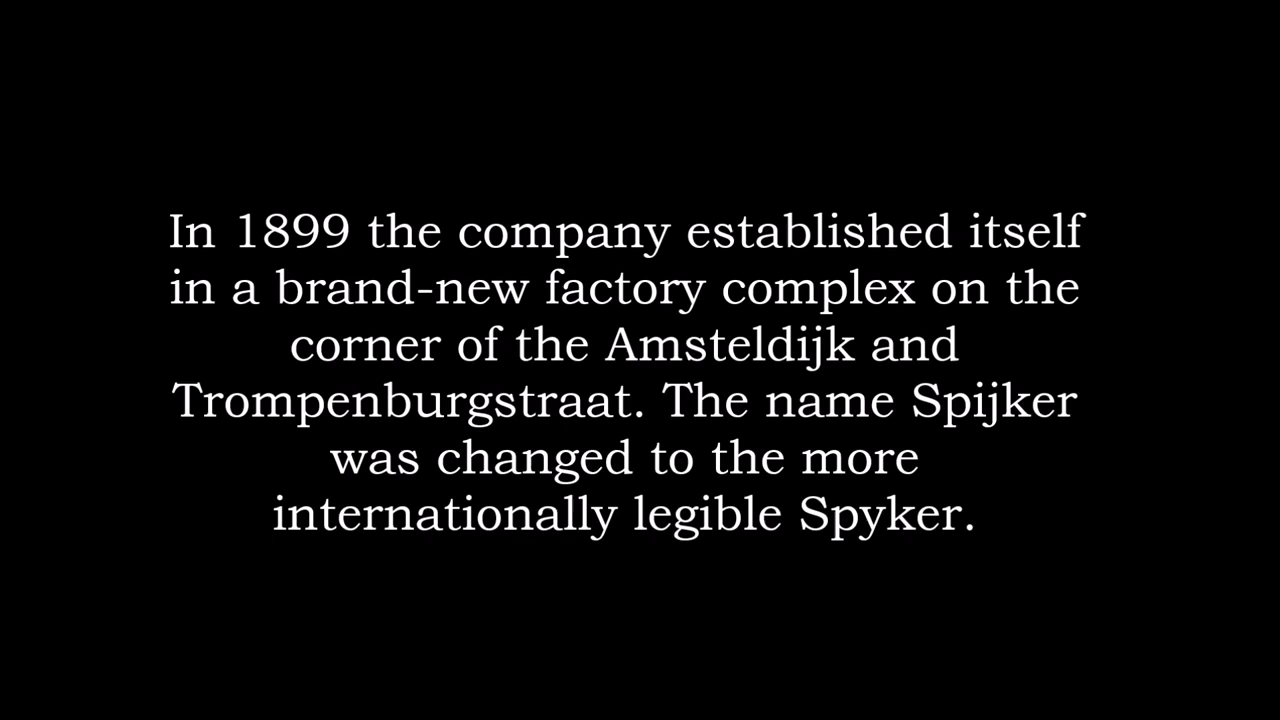 In 1899 the company established itself
in a brand-new factory complex on the
corner of the Amsteldijk and
Trompenburgstraat. The name Spijker
was changed to the more
internationally legible Spyker.